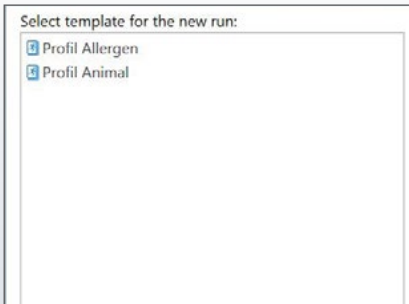 Select template for the new run:
Profil Allergen
Profil Animal